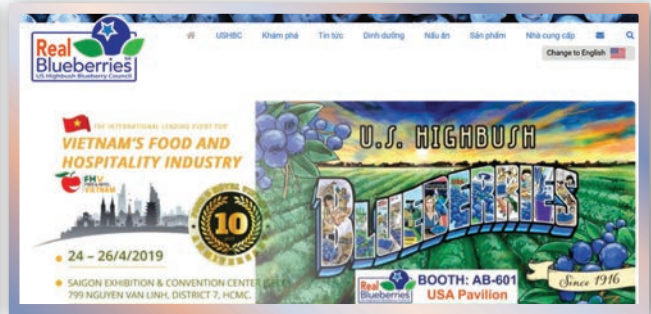 Real
Blueberries
US Highbush Blueberry Council
USHBC Khám phá Tin tức Dinh dưỡng Nấu ăn Sản phẩm Nhà cung cấp
Change to English
THE INTERNATIONAL LEADING EVENT FOR
VIETNAM'S FOOD AND
HOSPITALITY INDUSTRY
FHV
VIETNAM
10
24 – 26/4/2019
SAIGON EXHIBITION & CONVENTION CENTER
799 NGUYEN VAN LINH, DISTRICT 7, HCMC.
U.S. HIGHBUSH
BLUEBERRIES
Real
Blueberries
BOOTH: AB-601
USA Pavilion
Since 1916